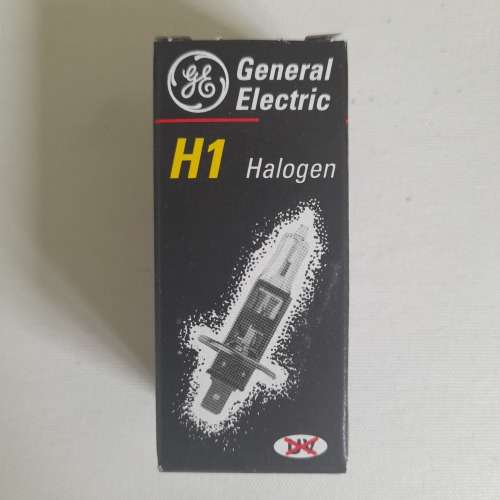 GE
General
Electric
H1 Halogen
U.V.